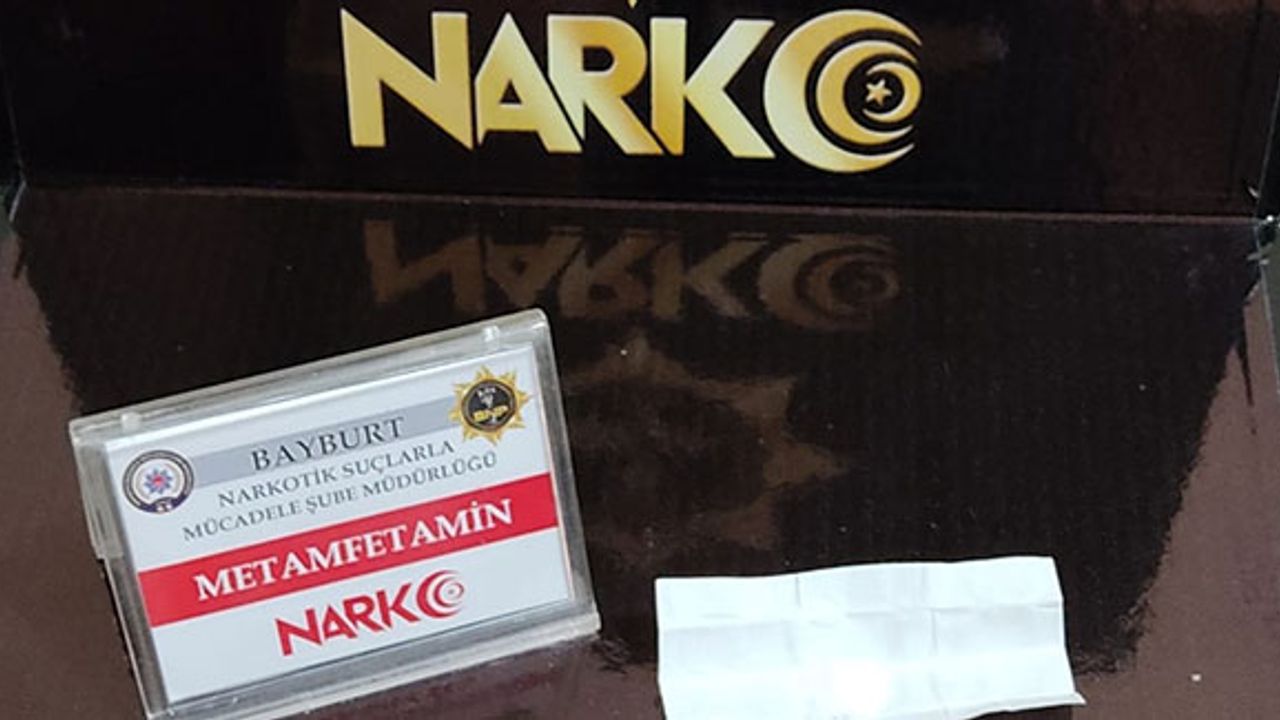 NARKO
BAYBURT
NARKOTİK SUÇLARLA
MÜCADELE ŞUBE MÜDÜRLÜĞÜ
METAMFETAMİN
NARKO